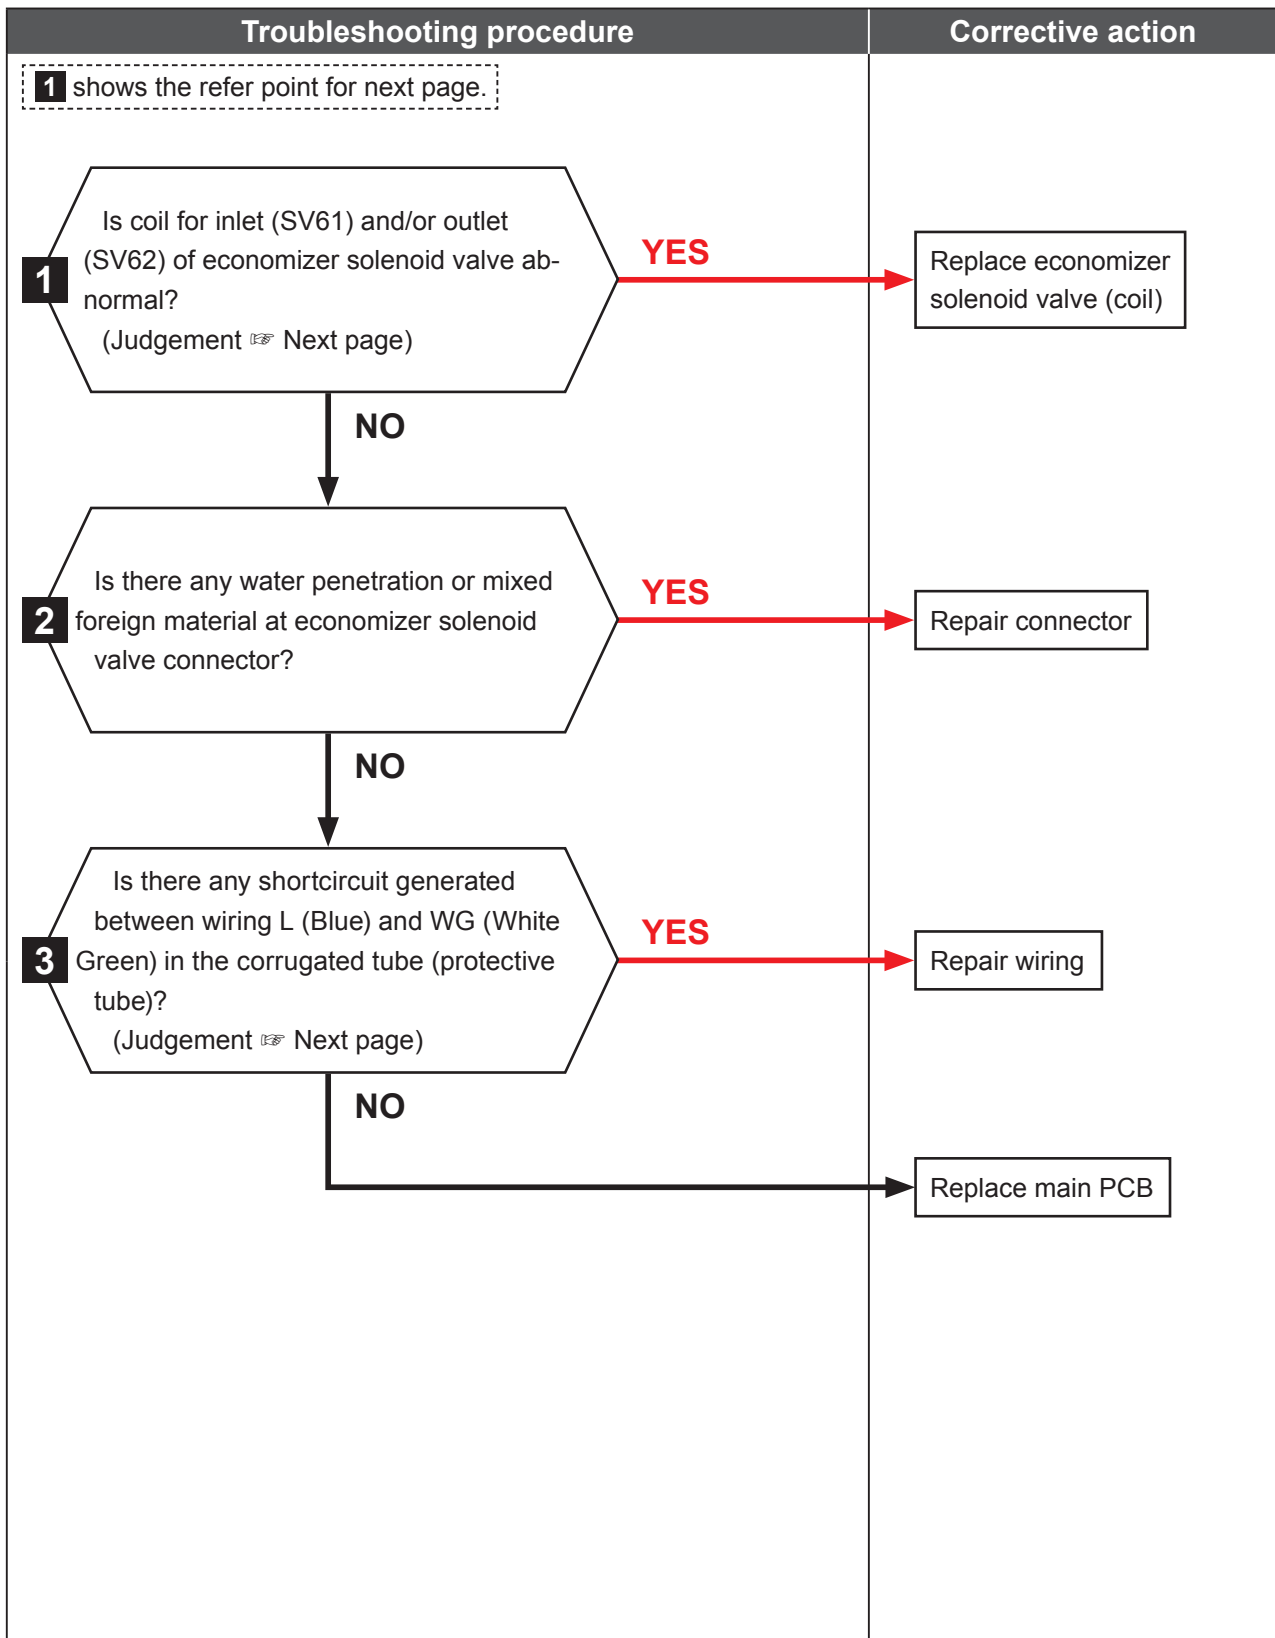 Troubleshooting procedure
Corrective action
1 shows the refer point for next page.
1
Is coil for inlet (SV61) and/or outlet
(SV62) of economizer solenoid valve ab-
normal?
(Judgement ☞ Next page)
YES
Replace economizer
solenoid valve (coil)
NO
2
Is there any water penetration or mixed
foreign material at economizer solenoid
valve connector?
YES
Repair connector
NO
3
Is there any shortcircuit generated
between wiring L (Blue) and WG (White
Green) in the corrugated tube (protective
tube)?
(Judgement ☞ Next page)
YES
Repair wiring
NO
Replace main PCB